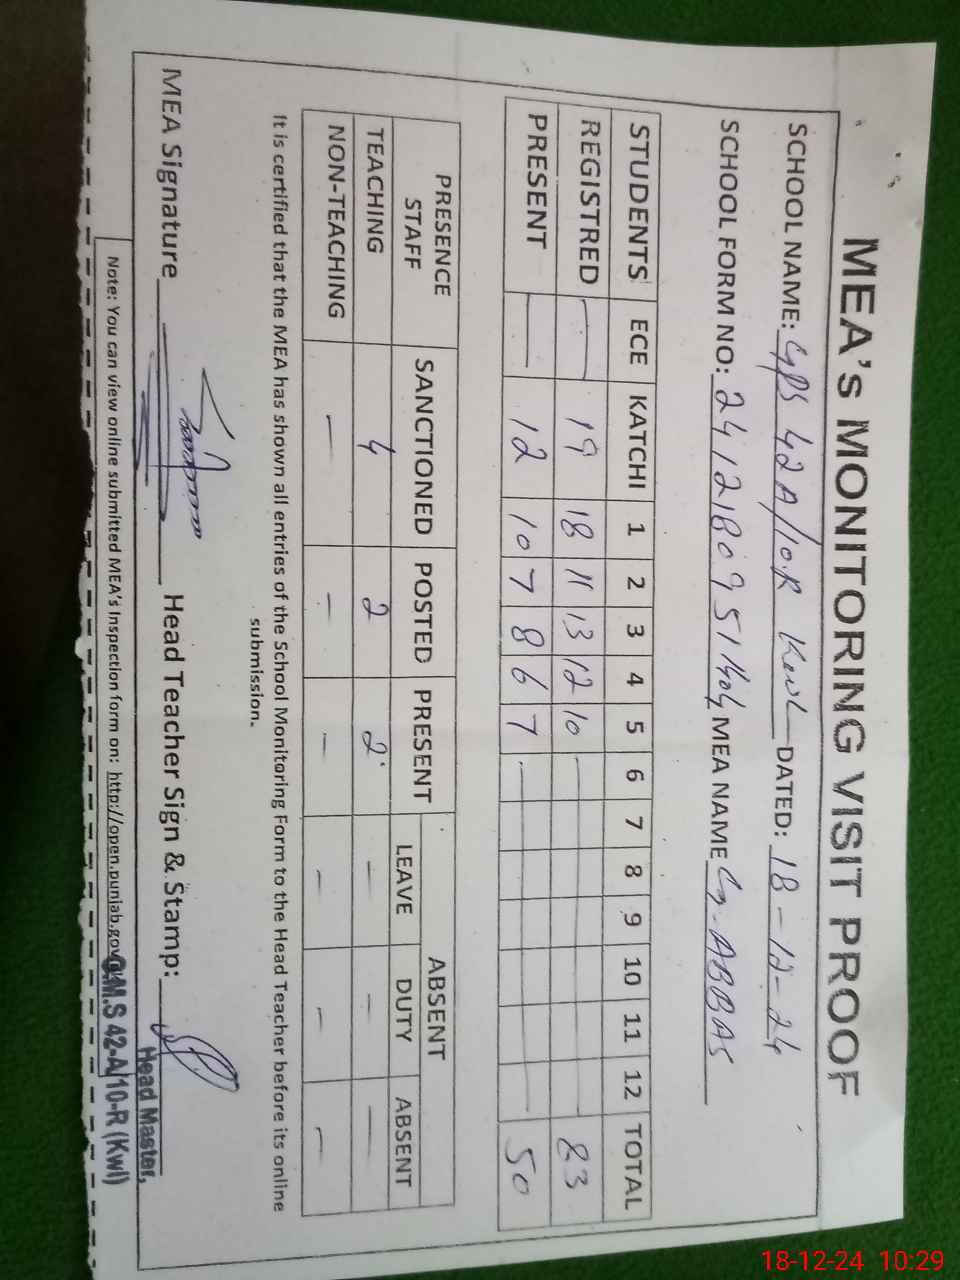 MEA's MONITORING VISIT PROOF
SCHOOL NAME: GPS 42A/10.R Kwl DATED: 18-12-24
SCHOOL FORM NO: MEA NAME G. ABBAS
STUDENTS ECE KATCHI 1 2 3 4 5 6 7 8 9 10 11 12 TOTAL
REGISTRED — 19 18 11 13 12 10 — 83
PRESENT — 12 10 7 8 6 7 — 50
PRESENCE STAFF SANCTIONED POSTED PRESENT ABSENT
LEAVE DUTY ABSENT
TEACHING 4 2 2 — — —
NON-TEACHING — — — — — —
It is certified that the MEA has shown all entries of the School Monitoring Form to the Head Teacher before its online
submission.
MEA Signature Head Teacher Sign & Stamp:
Head Master,
G.M.S 42-A/10-R (Kwl)
Note: You can view online submitted MEA's Inspection form on: http://open.punjab.gov
18-12-24 10:29